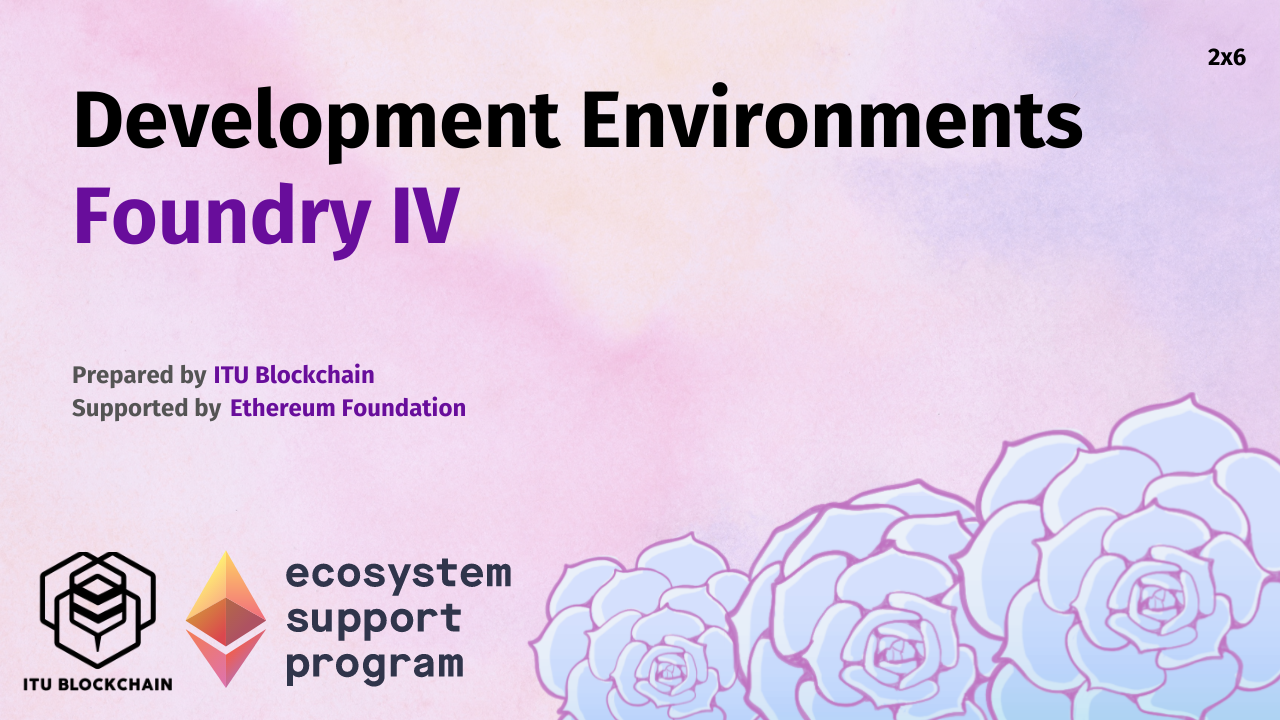 2x6
Development Environments
Foundry IV
Prepared by ITU Blockchain
Supported by Ethereum Foundation
ITU BLOCKCHAIN
ecosystem
support
program